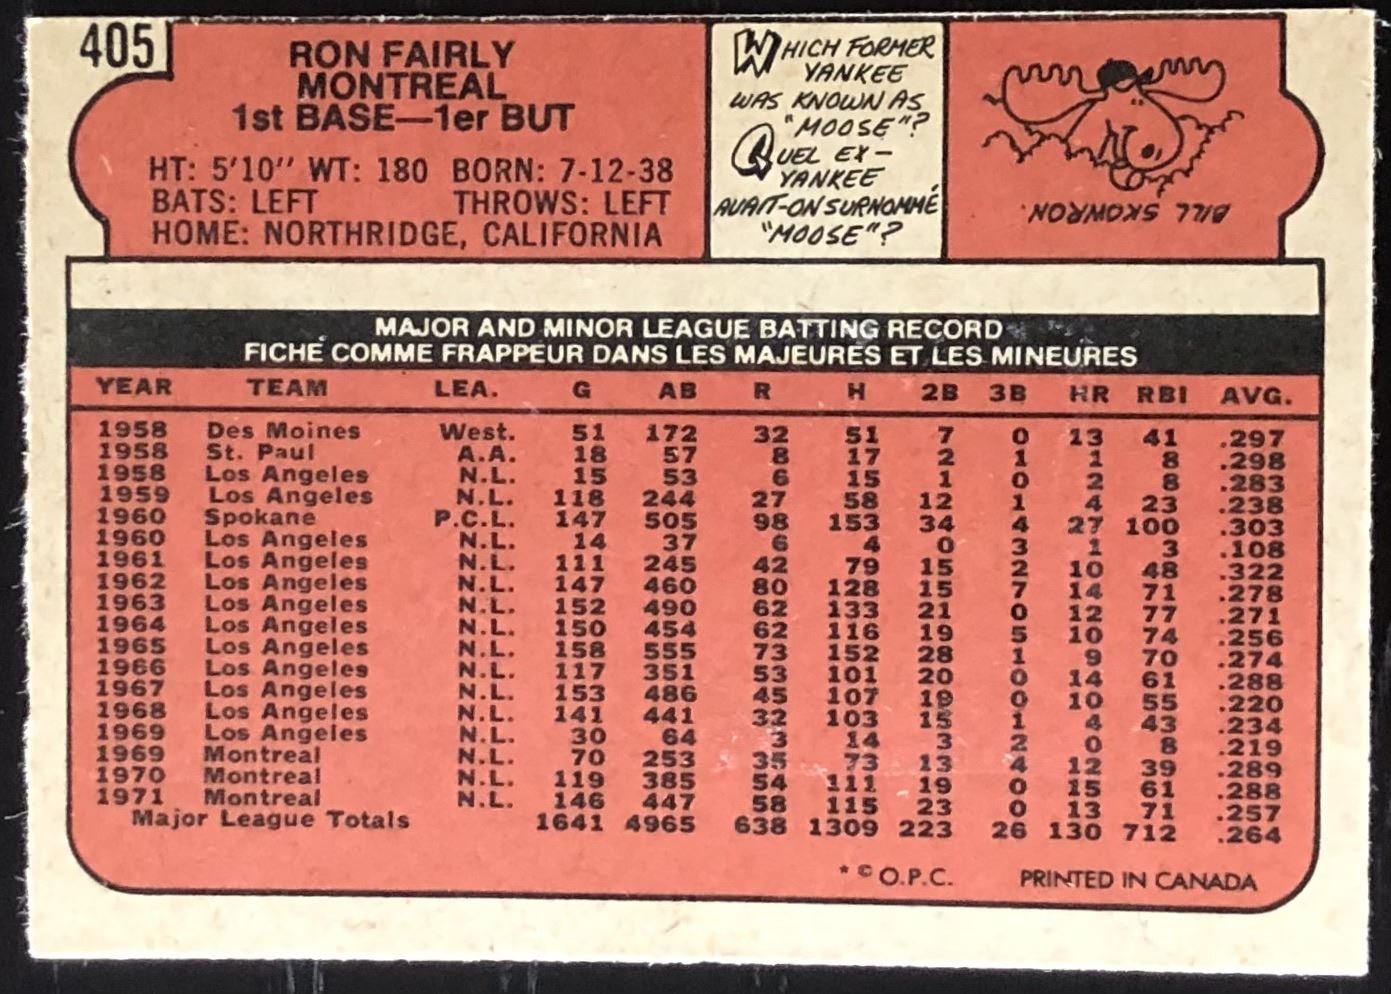 405
RON FAIRLY
MONTREAL
1st BASE—1er BUT
HT: 5'10" WT: 180 BORN: 7-12-38
BATS: LEFT THROWS: LEFT
HOME: NORTHRIDGE, CALIFORNIA
WHICH FORMER
YANKEE
WAS KNOWN AS
"MOOSE"?
QUEL EX-
YANKEE
AVAIT-ON SURNOMMÉ
"MOOSE"?
BILL SKOWRON
MAJOR AND MINOR LEAGUE BATTING RECORD
FICHE COMME FRAPPEUR DANS LES MAJEURES ET LES MINEURES
YEAR TEAM LEA. G AB R H 2B 3B HR RBI AVG.
1958 Des Moines West. 51 172 32 51 7 0 13 41 .297
1958 St. Paul A.A. 18 57 8 17 2 1 1 8 .298
1958 Los Angeles N.L. 15 53 6 15 1 0 2 8 .283
1959 Los Angeles N.L. 118 244 27 58 12 1 4 23 .238
1960 Spokane P.C.L. 147 505 98 153 34 4 27 100 .303
1960 Los Angeles N.L. 14 37 6 4 0 3 1 3 .108
1961 Los Angeles N.L. 111 245 42 79 15 2 10 48 .322
1962 Los Angeles N.L. 147 460 80 128 15 7 14 71 .278
1963 Los Angeles N.L. 152 490 62 133 21 0 12 77 .271
1964 Los Angeles N.L. 150 454 62 116 19 5 10 74 .256
1965 Los Angeles N.L. 158 555 73 152 28 1 9 70 .274
1966 Los Angeles N.L. 117 351 53 101 20 0 14 61 .288
1967 Los Angeles N.L. 153 486 45 107 19 0 10 55 .220
1968 Los Angeles N.L. 141 441 32 103 15 1 4 43 .234
1969 Los Angeles N.L. 30 64 3 14 3 2 0 8 .219
1969 Montreal N.L. 70 253 35 73 13 4 12 39 .289
1970 Montreal N.L. 119 385 54 111 19 0 15 61 .288
1971 Montreal N.L. 146 447 58 115 23 0 13 71 .257
Major League Totals 1641 4965 638 1309 223 26 130 712 .264
* © O.P.C. PRINTED IN CANADA